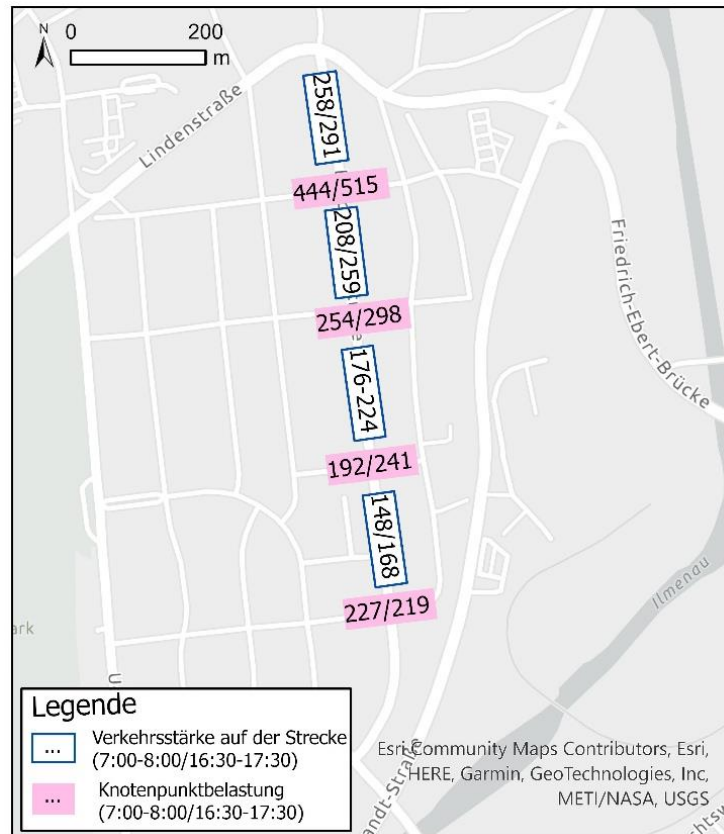 N
0 200
m
Lindenstraße
258/291
444/515
208/259
254/298
Friedrich-Ebert-Brücke
176-224
192/241
148/168
227/219
Ilmenau
ark
U
Legende
... Verkehrsstärke auf der Strecke
(7:00-8:00/16:30-17:30)
... Knotenpunktbelastung
(7:00-8:00/16:30-17:30)
andt-Straße
Esri Community Maps Contributors, Esri,
HERE, Garmin, GeoTechnologies, Inc,
METI/NASA, USGS